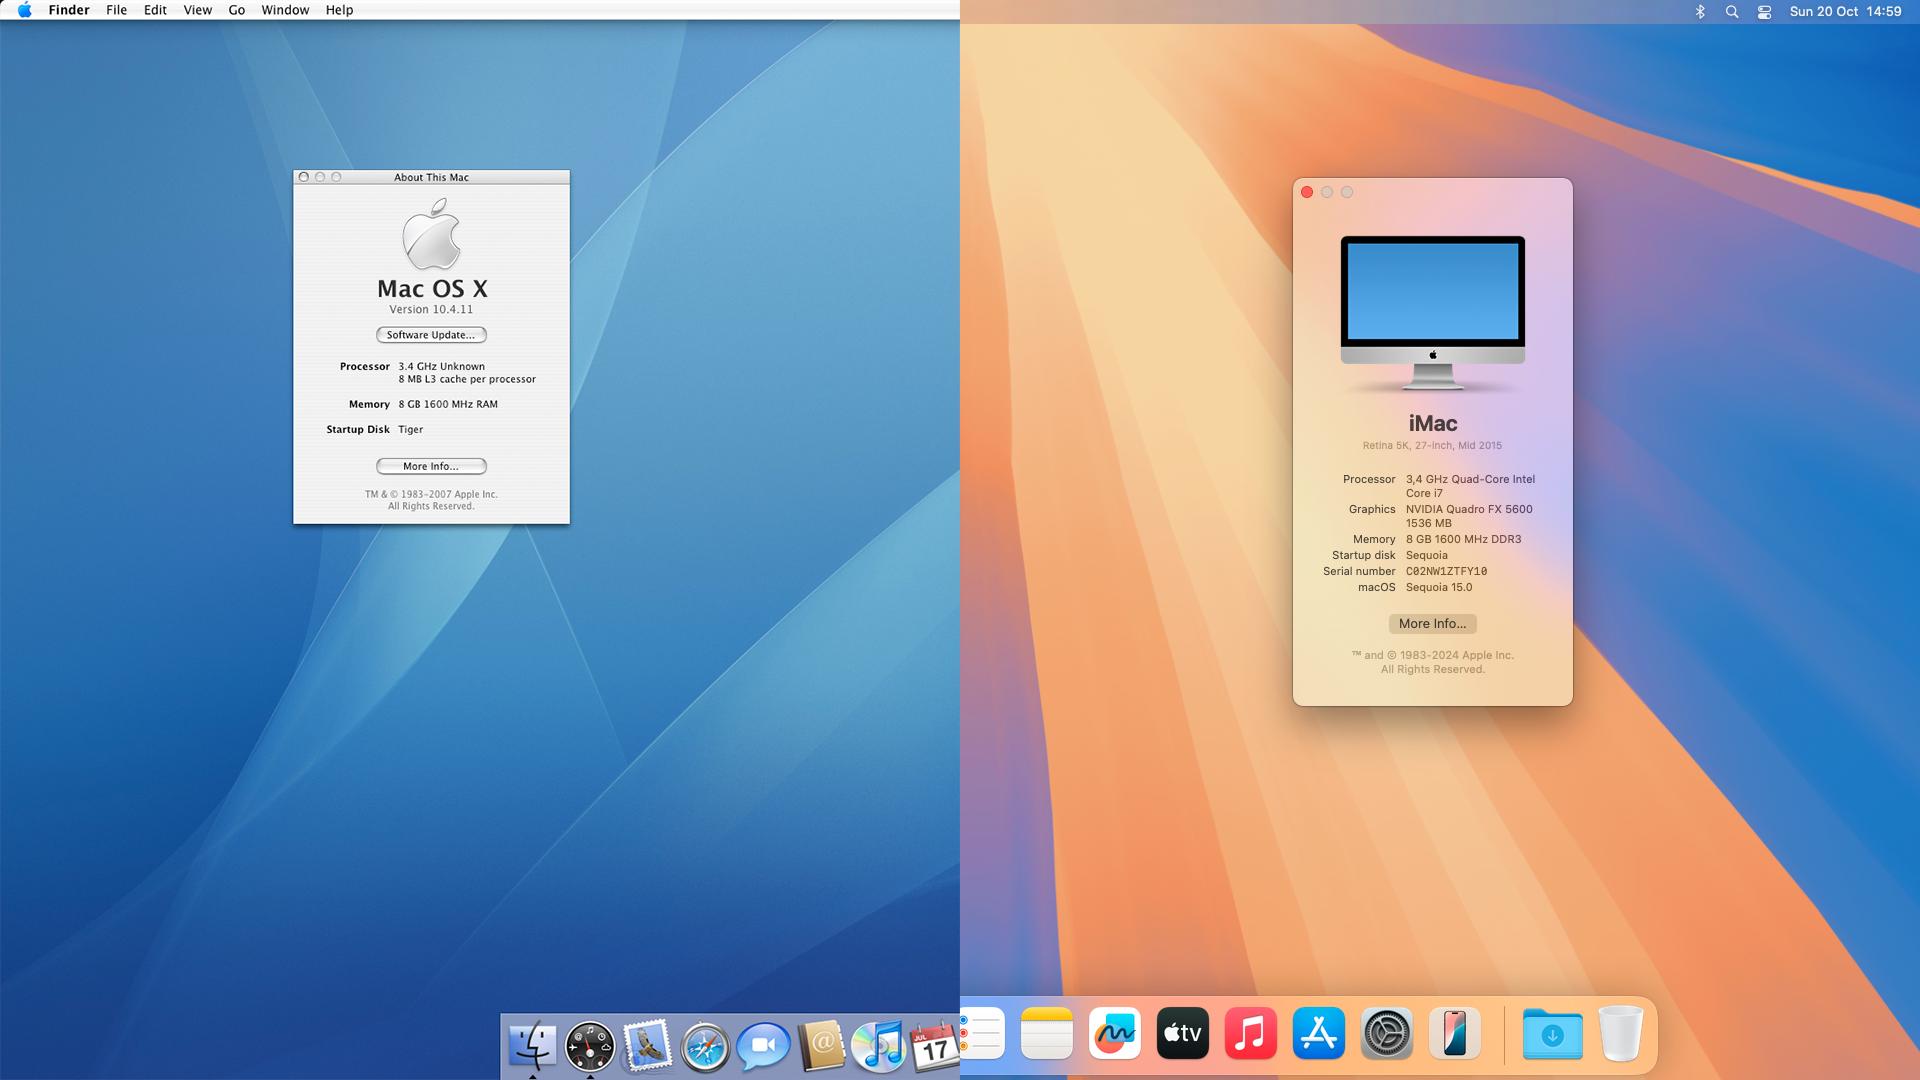 Finder File Edit View Go Window Help
About This Mac
Mac OS X
Version 10.4.11
Software Update...
Processor 3.4 GHz Unknown
8 MB L3 cache per processor
Memory 8 GB 1600 MHz RAM
Startup Disk Tiger
More Info...
TM & © 1983-2007 Apple Inc.
All Rights Reserved.
@
JUL
17
Sun 20 Oct 14:59
iMac
Retina 5K, 27-inch, Mid 2015
Processor 3,4 GHz Quad-Core Intel
Core i7
Graphics NVIDIA Quadro FX 5600
1536 MB
Memory 8 GB 1600 MHz DDR3
Startup disk Sequoia
Serial number C02NW1ZTFY10
macOS Sequoia 15.0
More Info...
™ and © 1983-2024 Apple Inc.
All Rights Reserved.
tv